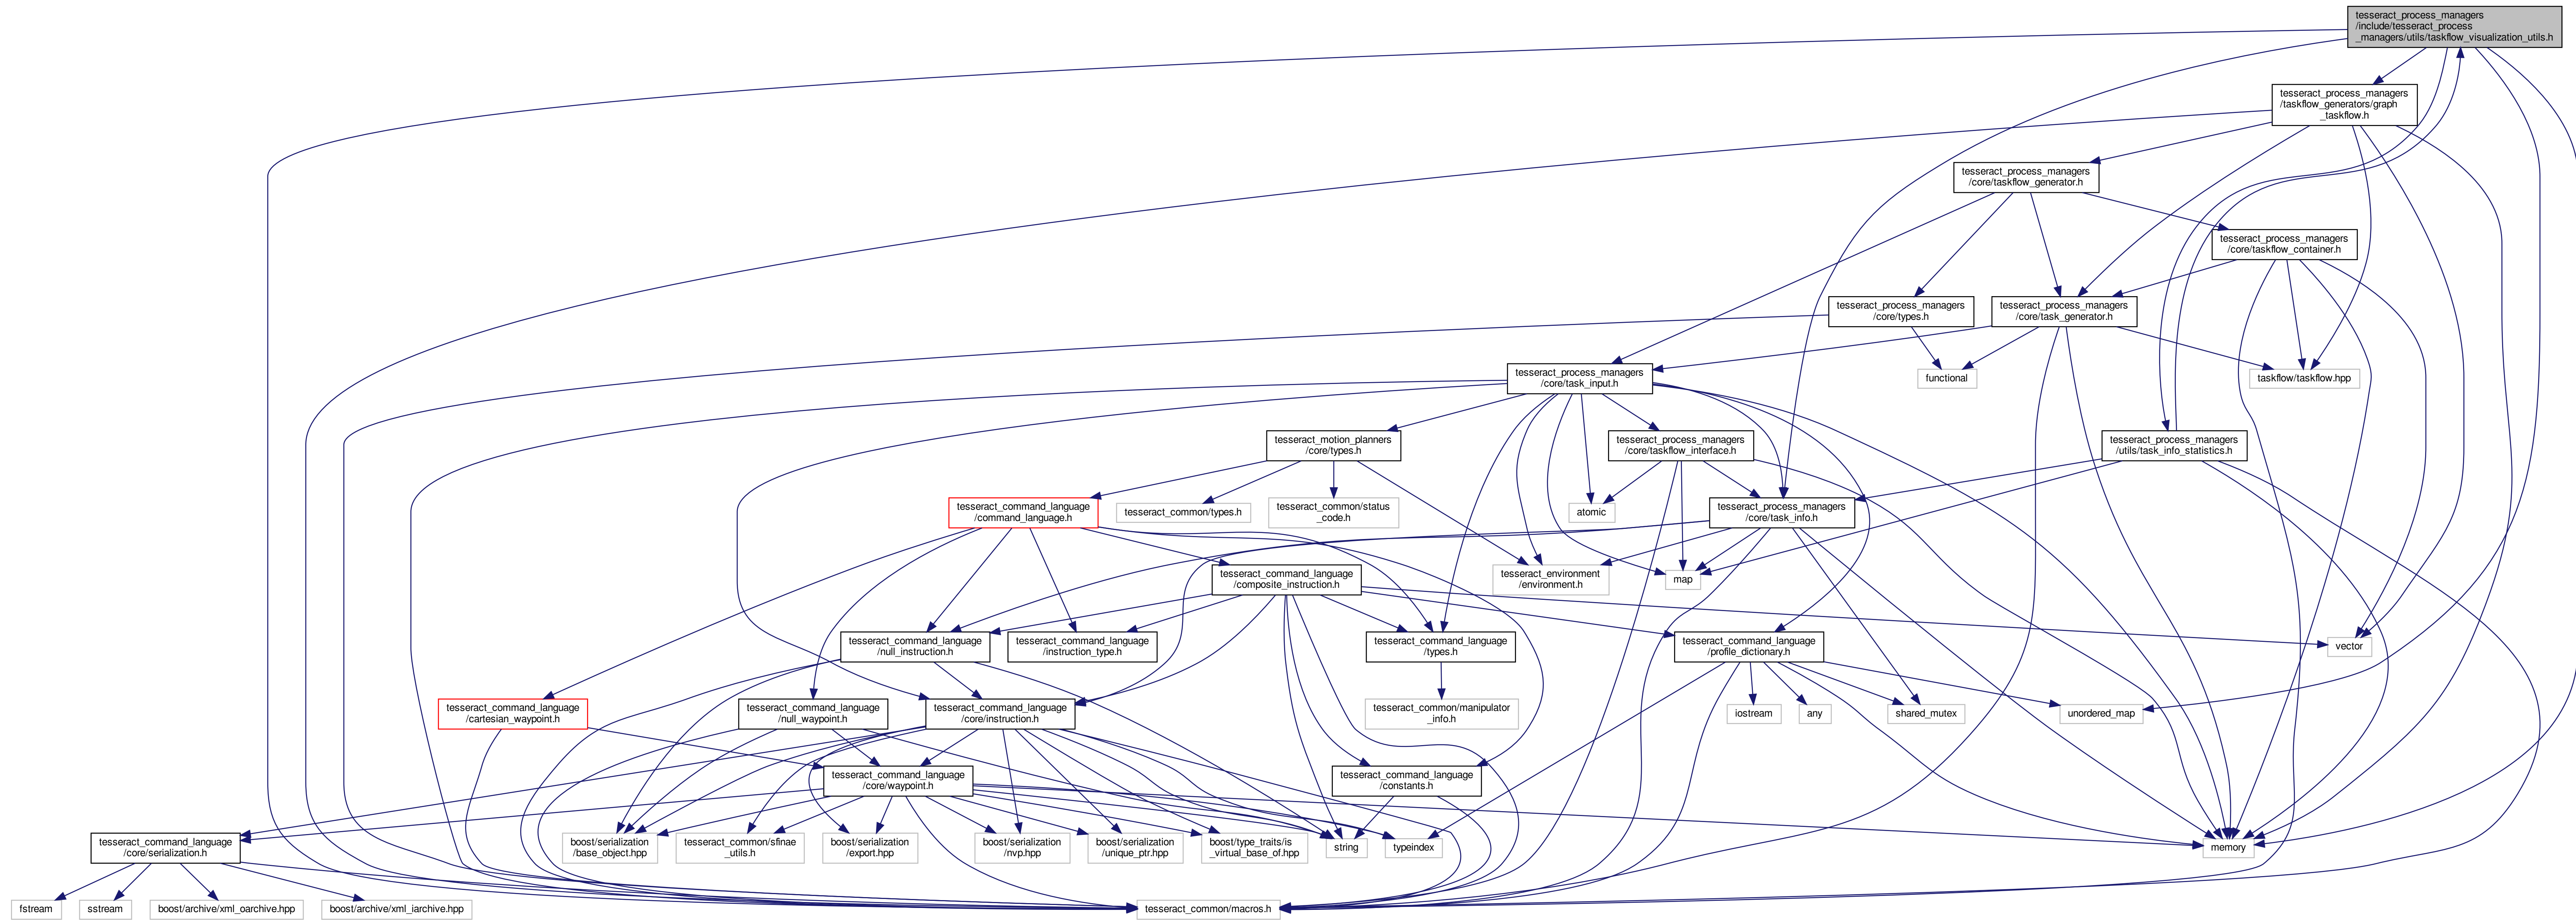 tesseract_process_managers
/include/tesseract_process
_managers/utils/taskflow_visualization_utils.h
tesseract_process_managers
/taskflow_generators/graph
_taskflow.h
tesseract_process_managers
/core/taskflow_generator.h
tesseract_process_managers
/core/taskflow_container.h
tesseract_process_managers
/core/types.h
tesseract_process_managers
/core/task_generator.h
tesseract_process_managers
/core/task_input.h
functional
taskflow/taskflow.hpp
tesseract_motion_planners
/core/types.h
tesseract_process_managers
/core/taskflow_interface.h
tesseract_process_managers
/utils/task_info_statistics.h
tesseract_command_language
/command_language.h
tesseract_common/types.h
tesseract_common/status
_code.h
atomic
tesseract_process_managers
/core/task_info.h
tesseract_command_language
/composite_instruction.h
tesseract_environment
/environment.h
map
tesseract_command_language
/null_instruction.h
tesseract_command_language
/instruction_type.h
tesseract_command_language
/types.h
tesseract_command_language
/profile_dictionary.h
vector
tesseract_command_language
/cartesian_waypoint.h
tesseract_command_language
/null_waypoint.h
tesseract_command_language
/core/instruction.h
tesseract_common/manipulator
_info.h
iostream
any
shared_mutex
unordered_map
tesseract_command_language
/core/waypoint.h
tesseract_command_language
/constants.h
tesseract_command_language
/core/serialization.h
boost/serialization
/base_object.hpp
tesseract_common/sfinae
_utils.h
boost/serialization
/export.hpp
boost/serialization
/nvp.hpp
boost/serialization
/unique_ptr.hpp
boost/type_traits/is
_virtual_base_of.hpp
string
typeindex
memory
fstream
sstream
boost/archive/xml_oarchive.hpp
boost/archive/xml_iarchive.hpp
tesseract_common/macros.h